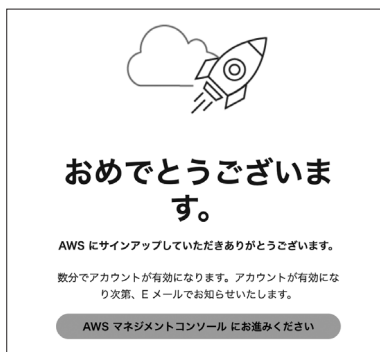 おめでとうございま
す。
AWS にサインアップしていただきありがとうございます。
数分でアカウントが有効になります。アカウントが有効にな
り次第、E メールでお知らせいたします。
AWS マネジメントコンソール にお進みください